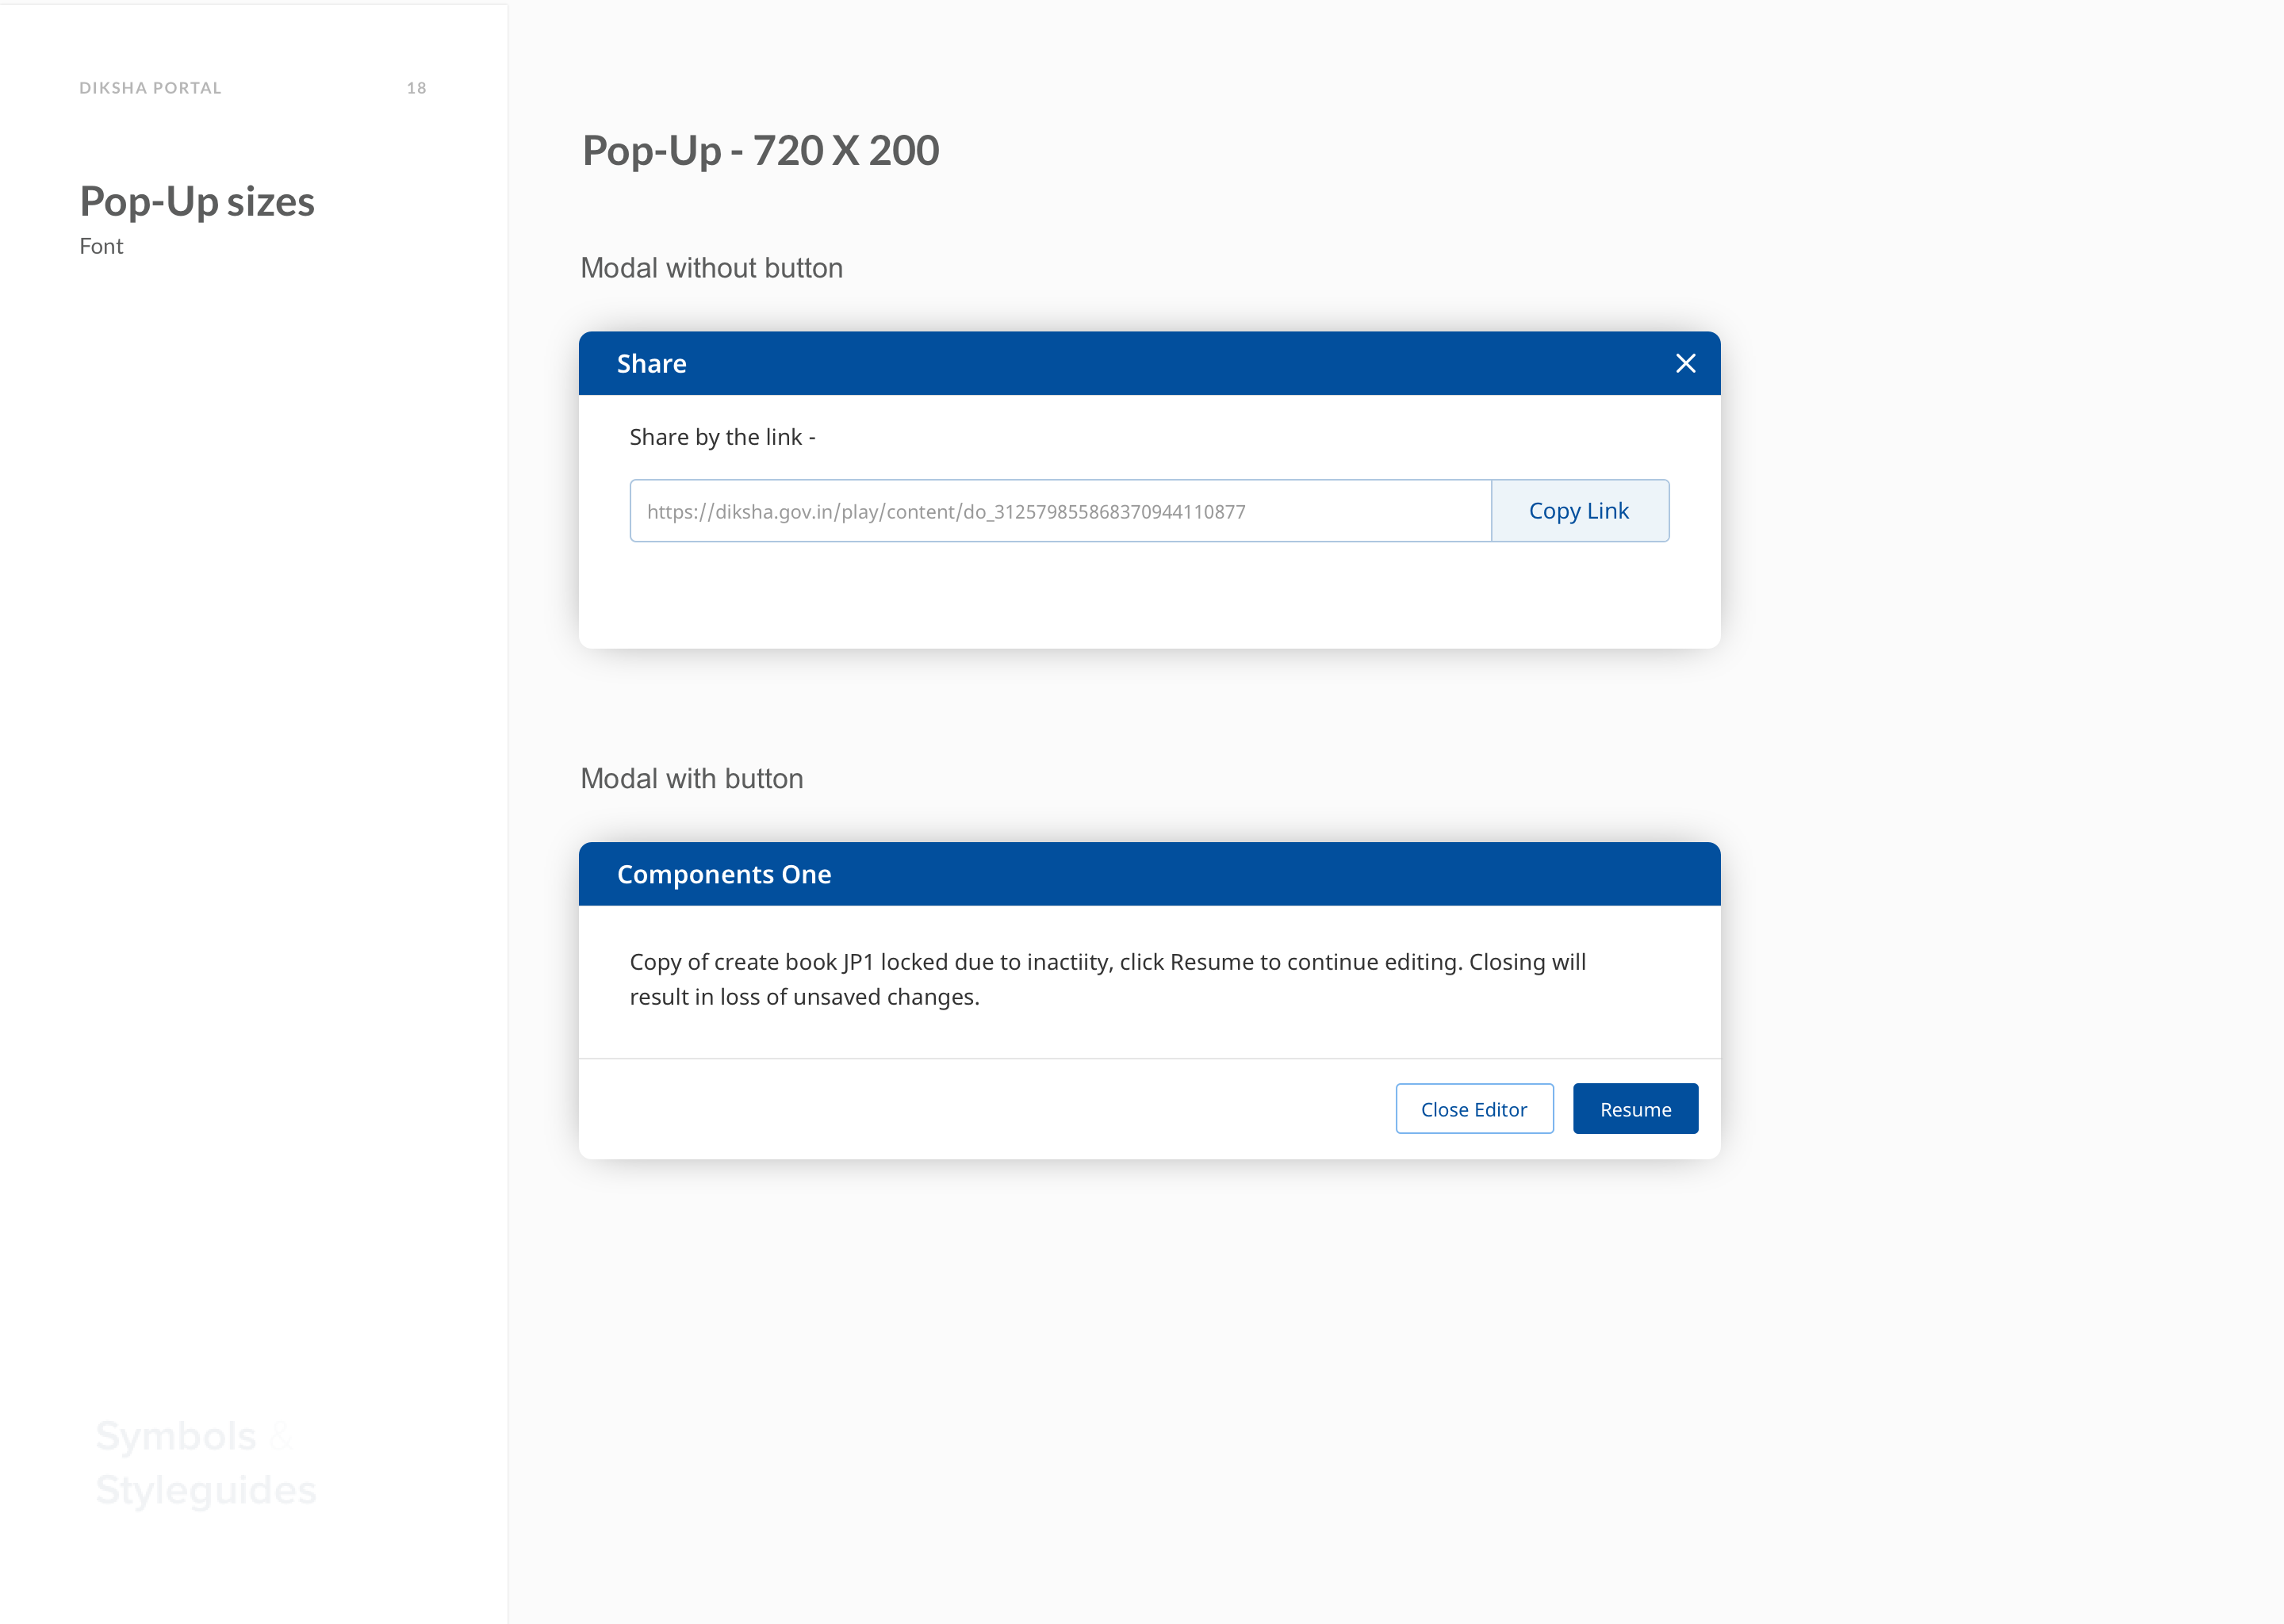 DIKSHA PORTAL 18
Pop-Up sizes
Font
Pop-Up - 720 X 200
Modal without button
Share
Share by the link -
https://diksha.gov.in/play/content/do_312579855868370944110877
Copy Link
Modal with button
Components One
Copy of create book JP1 locked due to inactiity, click Resume to continue editing. Closing will
result in loss of unsaved changes.
Close Editor
Resume
Symbols &
Styleguides